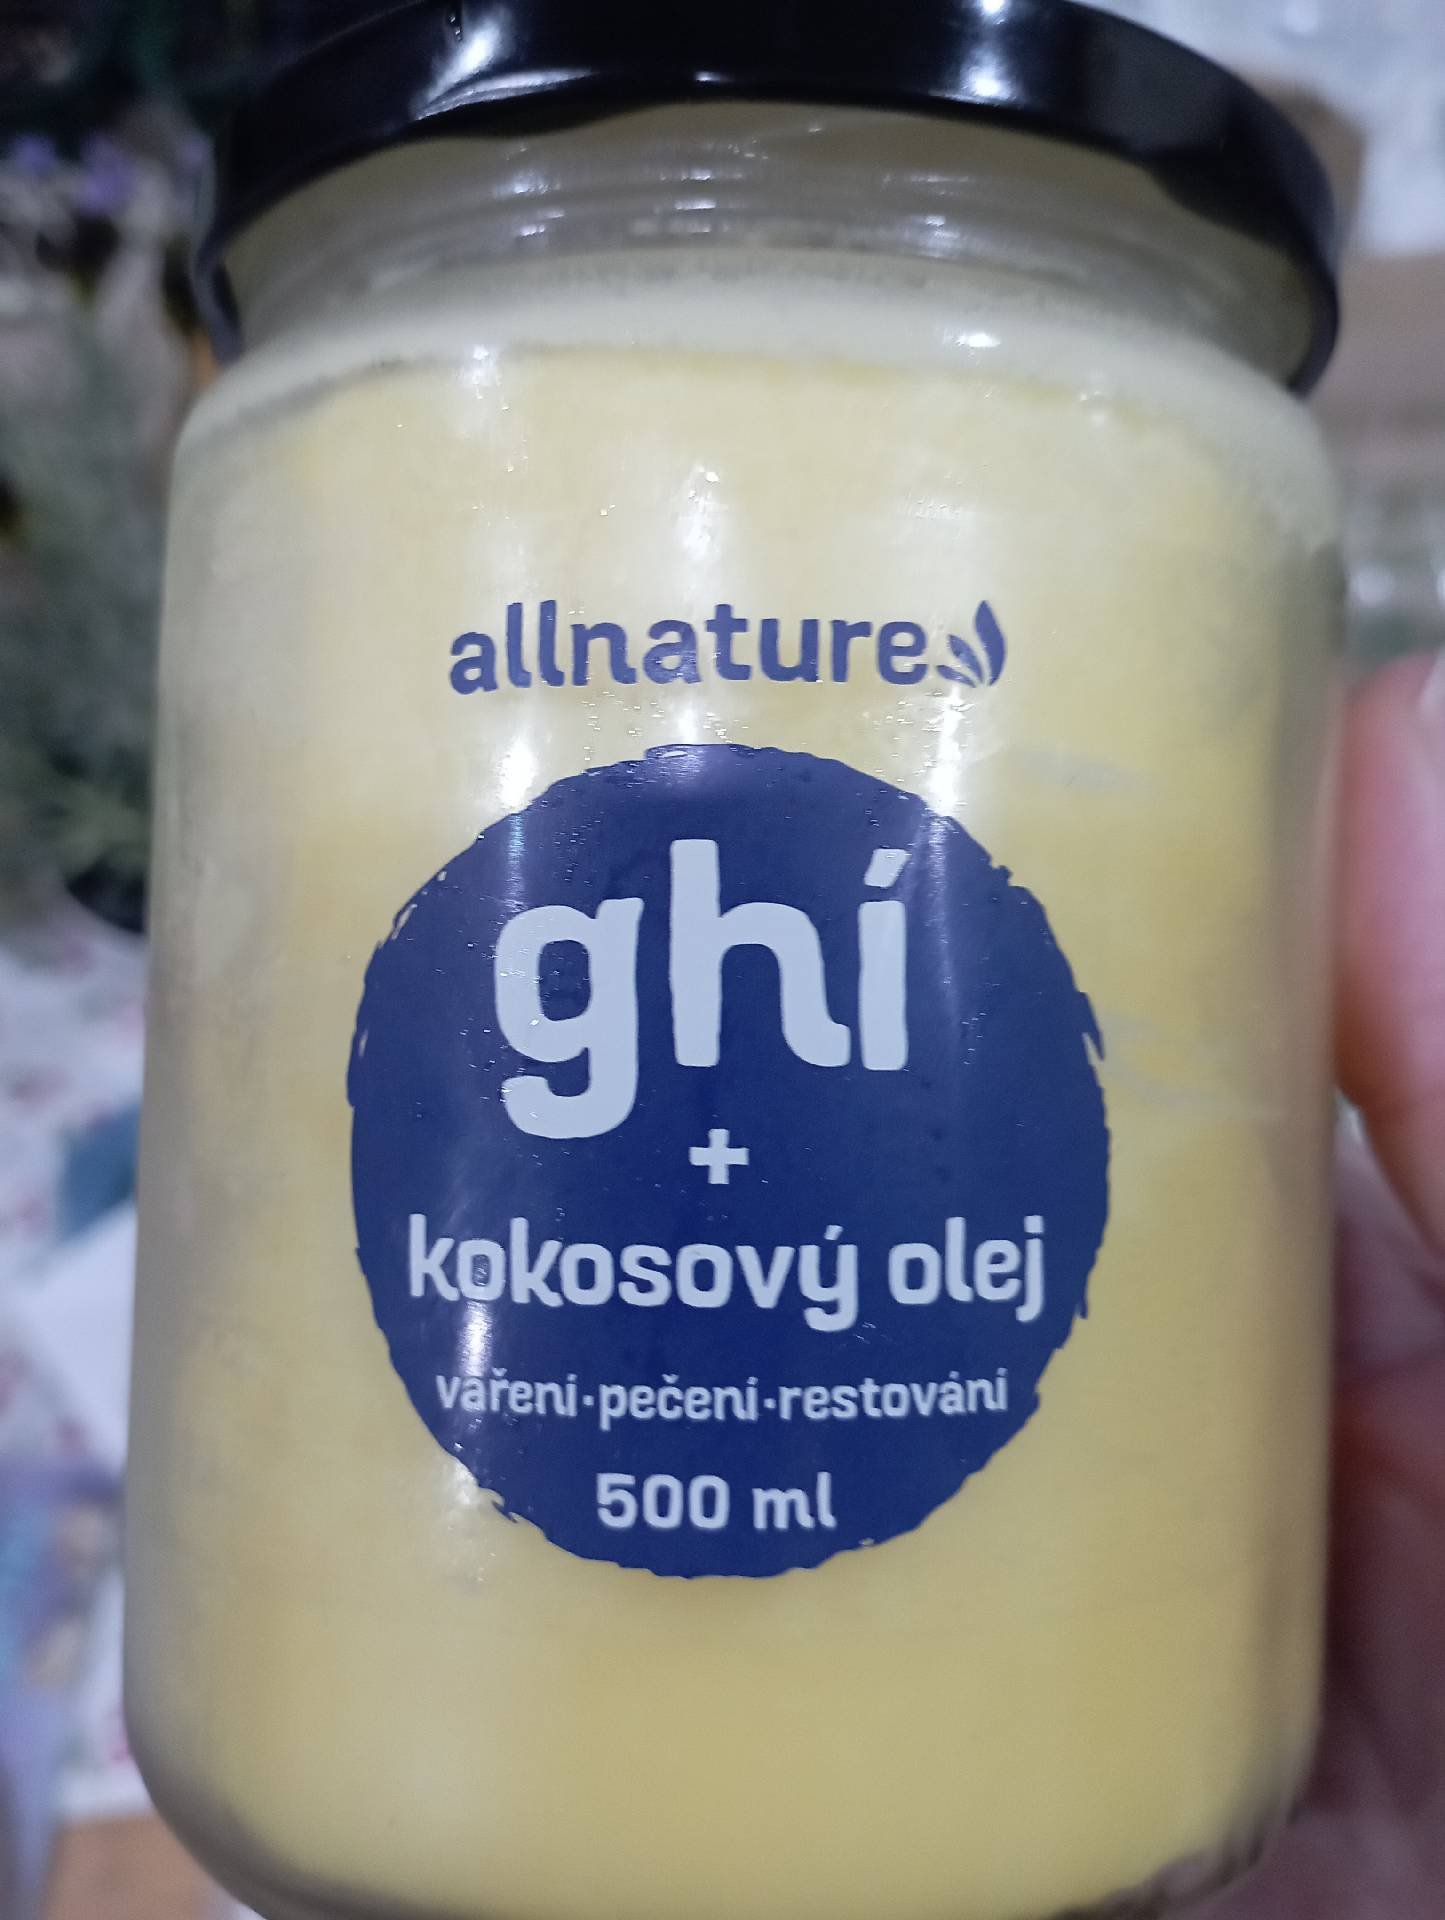 allnature
ghí
+
kokosový olej
vaření·pečení·restování
500 ml